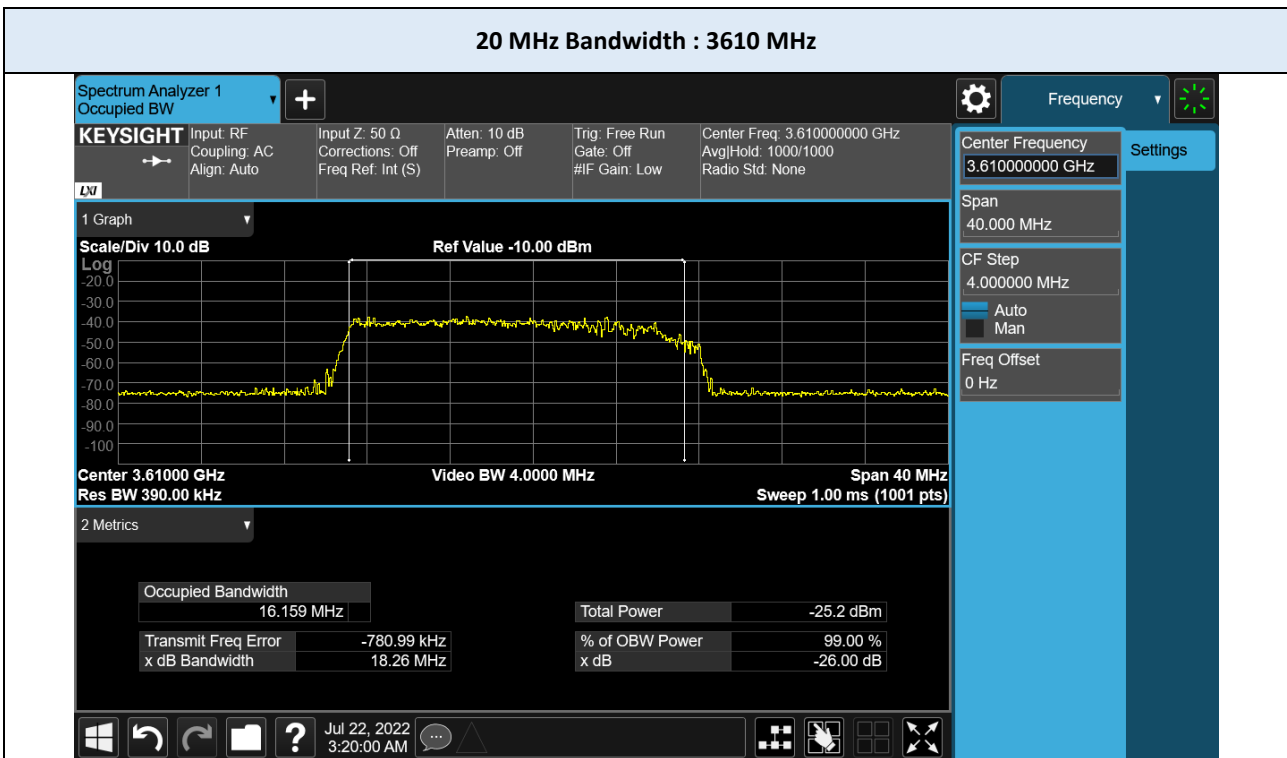 20 MHz Bandwidth : 3610 MHz
Spectrum Analyzer 1
Occupied BW
Frequency
KEYSIGHT
Input: RF
Coupling: AC
Align: Auto
Input Z: 50 Ω
Corrections: Off
Freq Ref: Int (S)
Atten: 10 dB
Preamp: Off
Trig: Free Run
Gate: Off
#IF Gain: Low
Center Freq: 3.610000000 GHz
Avg|Hold: 1000/1000
Radio Std: None
LXI
Center Frequency
3.610000000 GHz
Settings
Span
40.000 MHz
CF Step
4.000000 MHz
Auto
Man
Freq Offset
0 Hz
1 Graph
Scale/Div 10.0 dB
Ref Value -10.00 dBm
Log
-20.0
-30.0
-40.0
-50.0
-60.0
-70.0
-80.0
-90.0
-100
Center 3.61000 GHz
Video BW 4.0000 MHz
Span 40 MHz
Res BW 390.00 kHz
Sweep 1.00 ms (1001 pts)
2 Metrics
Occupied Bandwidth
16.159 MHz
Total Power -25.2 dBm
Transmit Freq Error -780.99 kHz
% of OBW Power 99.00 %
x dB Bandwidth 18.26 MHz
x dB -26.00 dB
?
Jul 22, 2022
3:20:00 AM